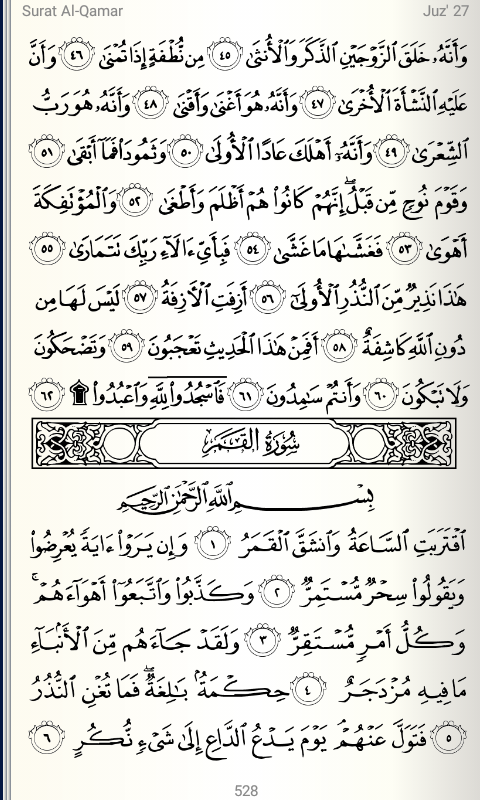 Surat Al-Qamar
Juz' 27
وَأَنَّهُۥ خَلَقَ ٱلزَّوْجَيْنِ ٱلذَّكَرَ وَٱلْأُنثَىٰ ٤٥ مِن نُّطْفَةٍ إِذَا تُمْنَىٰ ٤٦ وَأَنَّ
عَلَيْهِ ٱلنَّشْأَةَ ٱلْأُخْرَىٰ ٤٧ وَأَنَّهُۥ هُوَ أَغْنَىٰ وَأَقْنَىٰ ٤٨ وَأَنَّهُۥ هُوَ رَبُّ
ٱلشِّعْرَىٰ ٤٩ وَأَنَّهُۥٓ أَهْلَكَ عَادًا ٱلْأُولَىٰ ٥٠ وَثَمُودَا۟ فَمَآ أَبْقَىٰ ٥١
وَقَوْمَ نُوحٍ مِّن قَبْلُ ۖ إِنَّهُمْ كَانُوا۟ هُمْ أَظْلَمَ وَأَطْغَىٰ ٥٢ وَٱلْمُؤْتَفِكَةَ
أَهْوَىٰ ٥٣ فَغَشَّىٰهَا مَا غَشَّىٰ ٥٤ فَبِأَىِّ ءَالَآءِ رَبِّكَ تَتَمَارَىٰ ٥٥
هَٰذَا نَذِيرٌ مِّنَ ٱلنُّذُرِ ٱلْأُولَىٰٓ ٥٦ أَزِفَتِ ٱلْءَازِفَةُ ٥٧ لَيْسَ لَهَا مِن
دُونِ ٱللَّهِ كَاشِفَةٌ ٥٨ أَفَمِنْ هَٰذَا ٱلْحَدِيثِ تَعْجَبُونَ ٥٩ وَتَضْحَكُونَ
وَلَا تَبْكُونَ ٦٠ وَأَنتُمْ سَٰمِدُونَ ٦١ فَٱسْجُدُوا۟ لِلَّهِ وَٱعْبُدُوا۟ ۩ ٦٢
سُورَةُ القَمَرِ
بِسْمِ ٱللَّهِ ٱلرَّحْمَٰنِ ٱلرَّحِيمِ
ٱقْتَرَبَتِ ٱلسَّاعَةُ وَٱنشَقَّ ٱلْقَمَرُ ١ وَإِن يَرَوْا۟ ءَايَةً يُعْرِضُوا۟
وَيَقُولُوا۟ سِحْرٌ مُّسْتَمِرٌّ ٢ وَكَذَّبُوا۟ وَٱتَّبَعُوٓا۟ أَهْوَآءَهُمْ ۚ
وَكُلُّ أَمْرٍ مُّسْتَقِرٌّ ٣ وَلَقَدْ جَآءَهُم مِّنَ ٱلْأَنۢبَآءِ
مَا فِيهِ مُزْدَجَرٌ ٤ حِكْمَةٌۢ بَٰلِغَةٌ ۖ فَمَا تُغْنِ ٱلنُّذُرُ
٥ فَتَوَلَّ عَنْهُمْ ۘ يَوْمَ يَدْعُ ٱلدَّاعِ إِلَىٰ شَىْءٍ نُّكُرٍ ٦
528